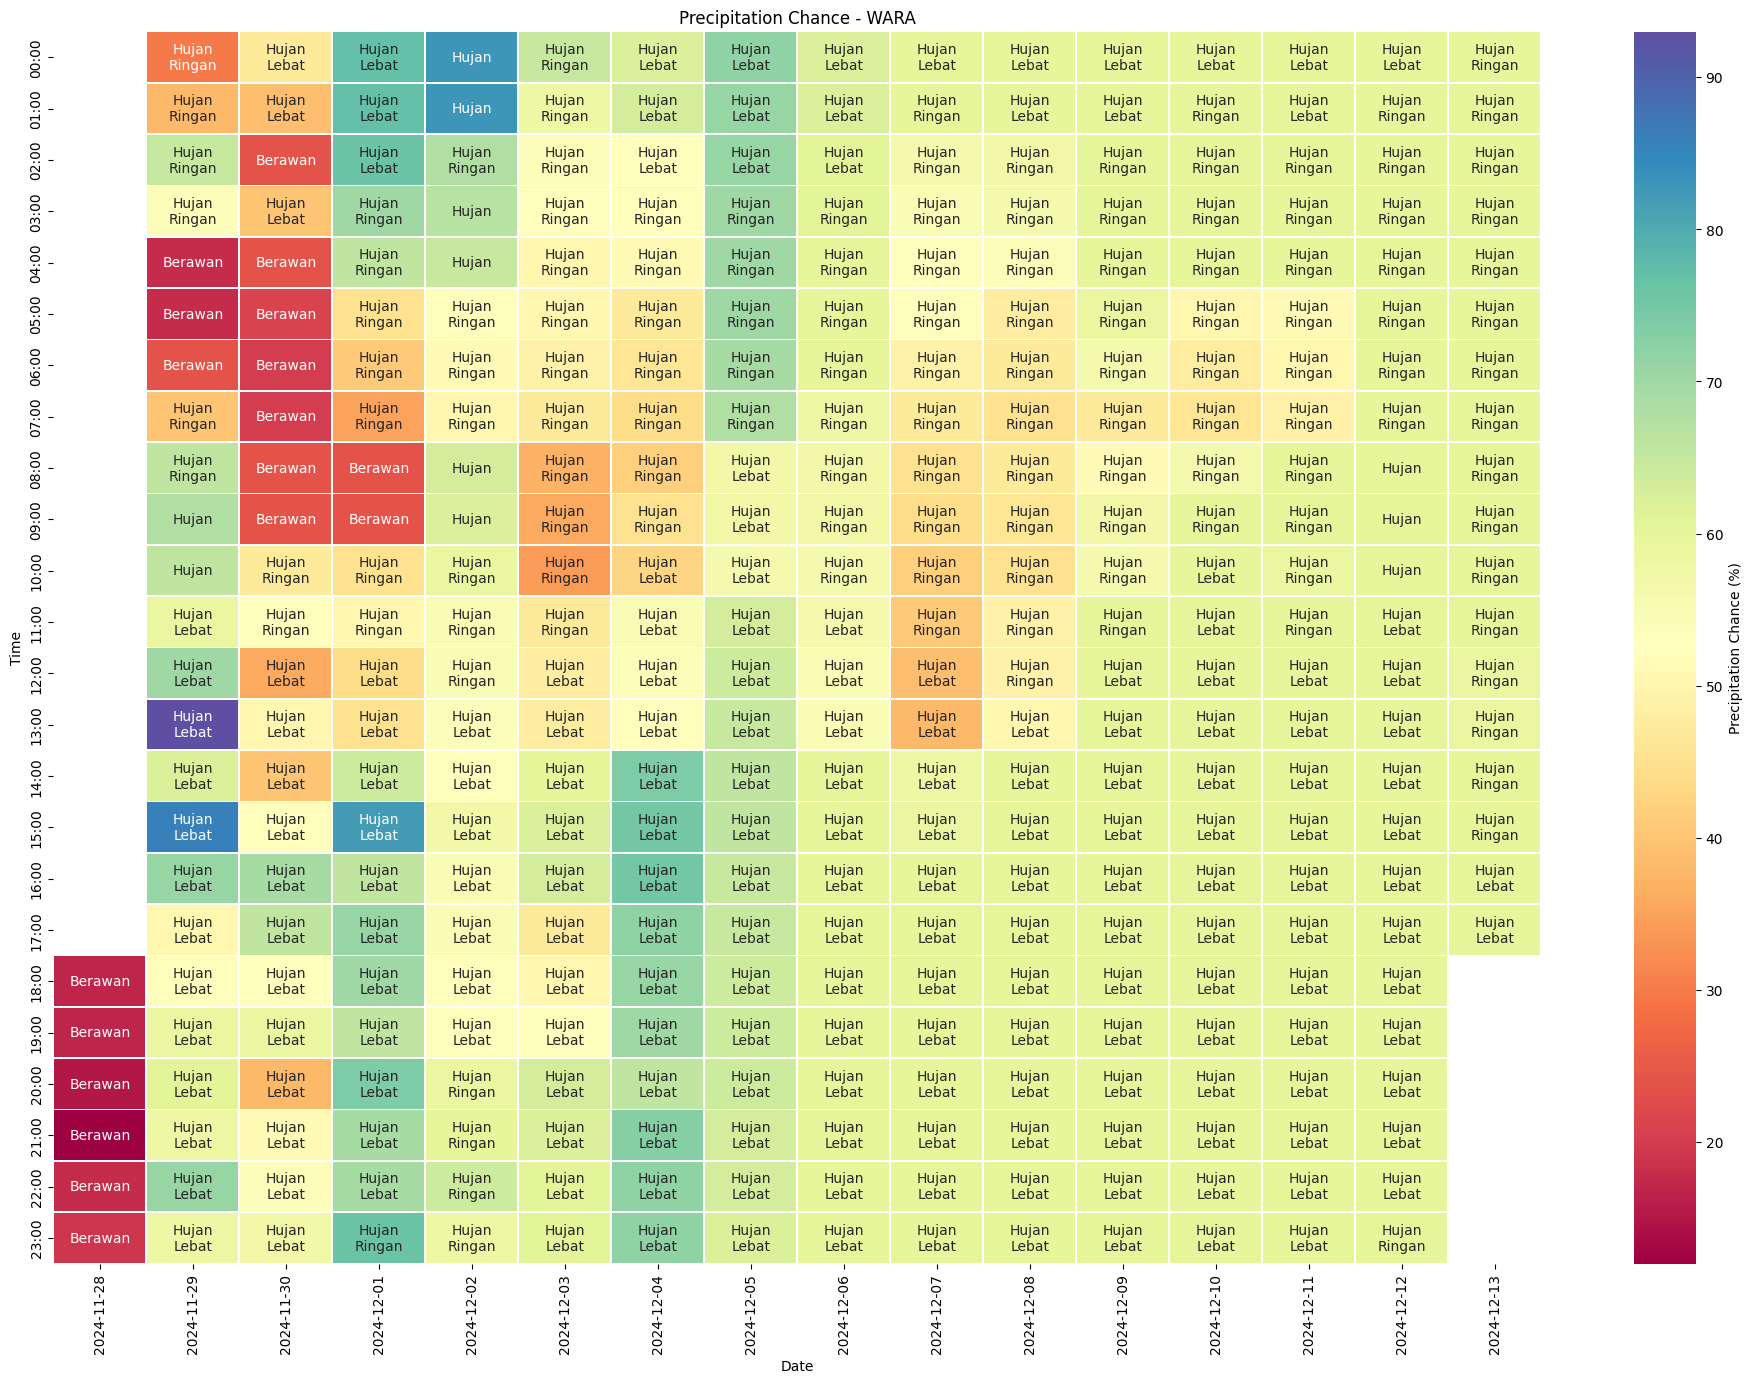 Precipitation Chance - WARA
00:00 Hujan Ringan Hujan Lebat Hujan Lebat Hujan Hujan Ringan Hujan Lebat Hujan Lebat Hujan Lebat Hujan Lebat Hujan Lebat Hujan Lebat Hujan Lebat Hujan Lebat Hujan Lebat Hujan Ringan
01:00 Hujan Ringan Hujan Lebat Hujan Lebat Hujan Hujan Ringan Hujan Lebat Hujan Lebat Hujan Lebat Hujan Ringan Hujan Lebat Hujan Lebat Hujan Ringan Hujan Lebat Hujan Ringan Hujan Ringan
02:00 Hujan Ringan Berawan Hujan Lebat Hujan Ringan Hujan Ringan Hujan Lebat Hujan Lebat Hujan Lebat Hujan Ringan Hujan Ringan Hujan Ringan Hujan Ringan Hujan Ringan Hujan Ringan Hujan Ringan
03:00 Hujan Ringan Hujan Lebat Hujan Ringan Hujan Hujan Ringan Hujan Ringan Hujan Ringan Hujan Ringan Hujan Ringan Hujan Ringan Hujan Ringan Hujan Ringan Hujan Ringan Hujan Ringan Hujan Ringan
04:00 Berawan Berawan Hujan Ringan Hujan Hujan Ringan Hujan Ringan Hujan Ringan Hujan Ringan Hujan Ringan Hujan Ringan Hujan Ringan Hujan Ringan Hujan Ringan Hujan Ringan Hujan Ringan
05:00 Berawan Berawan Hujan Ringan Hujan Ringan Hujan Ringan Hujan Ringan Hujan Ringan Hujan Ringan Hujan Ringan Hujan Ringan Hujan Ringan Hujan Ringan Hujan Ringan Hujan Ringan Hujan Ringan
06:00 Berawan Berawan Hujan Ringan Hujan Ringan Hujan Ringan Hujan Ringan Hujan Ringan Hujan Ringan Hujan Ringan Hujan Ringan Hujan Ringan Hujan Ringan Hujan Ringan Hujan Ringan Hujan Ringan
07:00 Hujan Ringan Berawan Hujan Ringan Hujan Ringan Hujan Ringan Hujan Ringan Hujan Ringan Hujan Ringan Hujan Ringan Hujan Ringan Hujan Ringan Hujan Ringan Hujan Ringan Hujan Ringan Hujan Ringan
08:00 Hujan Ringan Berawan Berawan Hujan Hujan Ringan Hujan Ringan Hujan Lebat Hujan Ringan Hujan Ringan Hujan Ringan Hujan Ringan Hujan Ringan Hujan Ringan Hujan Hujan Ringan
09:00 Hujan Berawan Berawan Hujan Hujan Ringan Hujan Ringan Hujan Lebat Hujan Ringan Hujan Ringan Hujan Ringan Hujan Ringan Hujan Ringan Hujan Ringan Hujan Hujan Ringan
10:00 Hujan Hujan Ringan Hujan Ringan Hujan Ringan Hujan Ringan Hujan Lebat Hujan Lebat Hujan Ringan Hujan Ringan Hujan Ringan Hujan Ringan Hujan Lebat Hujan Ringan Hujan Hujan Ringan
11:00 Hujan Lebat Hujan Ringan Hujan Ringan Hujan Ringan Hujan Ringan Hujan Lebat Hujan Lebat Hujan Lebat Hujan Ringan Hujan Ringan Hujan Ringan Hujan Lebat Hujan Ringan Hujan Lebat Hujan Ringan
12:00 Hujan Lebat Hujan Lebat Hujan Lebat Hujan Ringan Hujan Lebat Hujan Lebat Hujan Lebat Hujan Lebat Hujan Lebat Hujan Ringan Hujan Lebat Hujan Lebat Hujan Lebat Hujan Lebat Hujan Ringan
13:00 Hujan Lebat Hujan Lebat Hujan Lebat Hujan Lebat Hujan Lebat Hujan Lebat Hujan Lebat Hujan Lebat Hujan Lebat Hujan Lebat Hujan Lebat Hujan Lebat Hujan Lebat Hujan Lebat Hujan Ringan
14:00 Hujan Lebat Hujan Lebat Hujan Lebat Hujan Lebat Hujan Lebat Hujan Lebat Hujan Lebat Hujan Lebat Hujan Lebat Hujan Lebat Hujan Lebat Hujan Lebat Hujan Lebat Hujan Lebat Hujan Ringan
15:00 Hujan Lebat Hujan Lebat Hujan Lebat Hujan Lebat Hujan Lebat Hujan Lebat Hujan Lebat Hujan Lebat Hujan Lebat Hujan Lebat Hujan Lebat Hujan Lebat Hujan Lebat Hujan Lebat Hujan Ringan
16:00 Hujan Lebat Hujan Lebat Hujan Lebat Hujan Lebat Hujan Lebat Hujan Lebat Hujan Lebat Hujan Lebat Hujan Lebat Hujan Lebat Hujan Lebat Hujan Lebat Hujan Lebat Hujan Lebat Hujan Lebat
17:00 Hujan Lebat Hujan Lebat Hujan Lebat Hujan Lebat Hujan Lebat Hujan Lebat Hujan Lebat Hujan Lebat Hujan Lebat Hujan Lebat Hujan Lebat Hujan Lebat Hujan Lebat Hujan Lebat Hujan Lebat
18:00 Berawan Hujan Lebat Hujan Lebat Hujan Lebat Hujan Lebat Hujan Lebat Hujan Lebat Hujan Lebat Hujan Lebat Hujan Lebat Hujan Lebat Hujan Lebat Hujan Lebat Hujan Lebat Hujan Lebat
19:00 Berawan Hujan Lebat Hujan Lebat Hujan Lebat Hujan Lebat Hujan Lebat Hujan Lebat Hujan Lebat Hujan Lebat Hujan Lebat Hujan Lebat Hujan Lebat Hujan Lebat Hujan Lebat Hujan Lebat
20:00 Berawan Hujan Lebat Hujan Lebat Hujan Lebat Hujan Ringan Hujan Lebat Hujan Lebat Hujan Lebat Hujan Lebat Hujan Lebat Hujan Lebat Hujan Lebat Hujan Lebat Hujan Lebat Hujan Lebat
21:00 Berawan Hujan Lebat Hujan Lebat Hujan Lebat Hujan Ringan Hujan Lebat Hujan Lebat Hujan Lebat Hujan Lebat Hujan Lebat Hujan Lebat Hujan Lebat Hujan Lebat Hujan Lebat Hujan Lebat
22:00 Berawan Hujan Lebat Hujan Lebat Hujan Lebat Hujan Ringan Hujan Lebat Hujan Lebat Hujan Lebat Hujan Lebat Hujan Lebat Hujan Lebat Hujan Lebat Hujan Lebat Hujan Lebat Hujan Lebat
23:00 Berawan Hujan Lebat Hujan Lebat Hujan Ringan Hujan Ringan Hujan Lebat Hujan Lebat Hujan Lebat Hujan Lebat Hujan Lebat Hujan Lebat Hujan Lebat Hujan Lebat Hujan Lebat Hujan Ringan
Time
2024-11-28 2024-11-29 2024-11-30 2024-12-01 2024-12-02 2024-12-03 2024-12-04 2024-12-05 2024-12-06 2024-12-07 2024-12-08 2024-12-09 2024-12-10 2024-12-11 2024-12-12 2024-12-13
Date
90
80
70
60
50
40
30
20
Precipitation Chance (%)